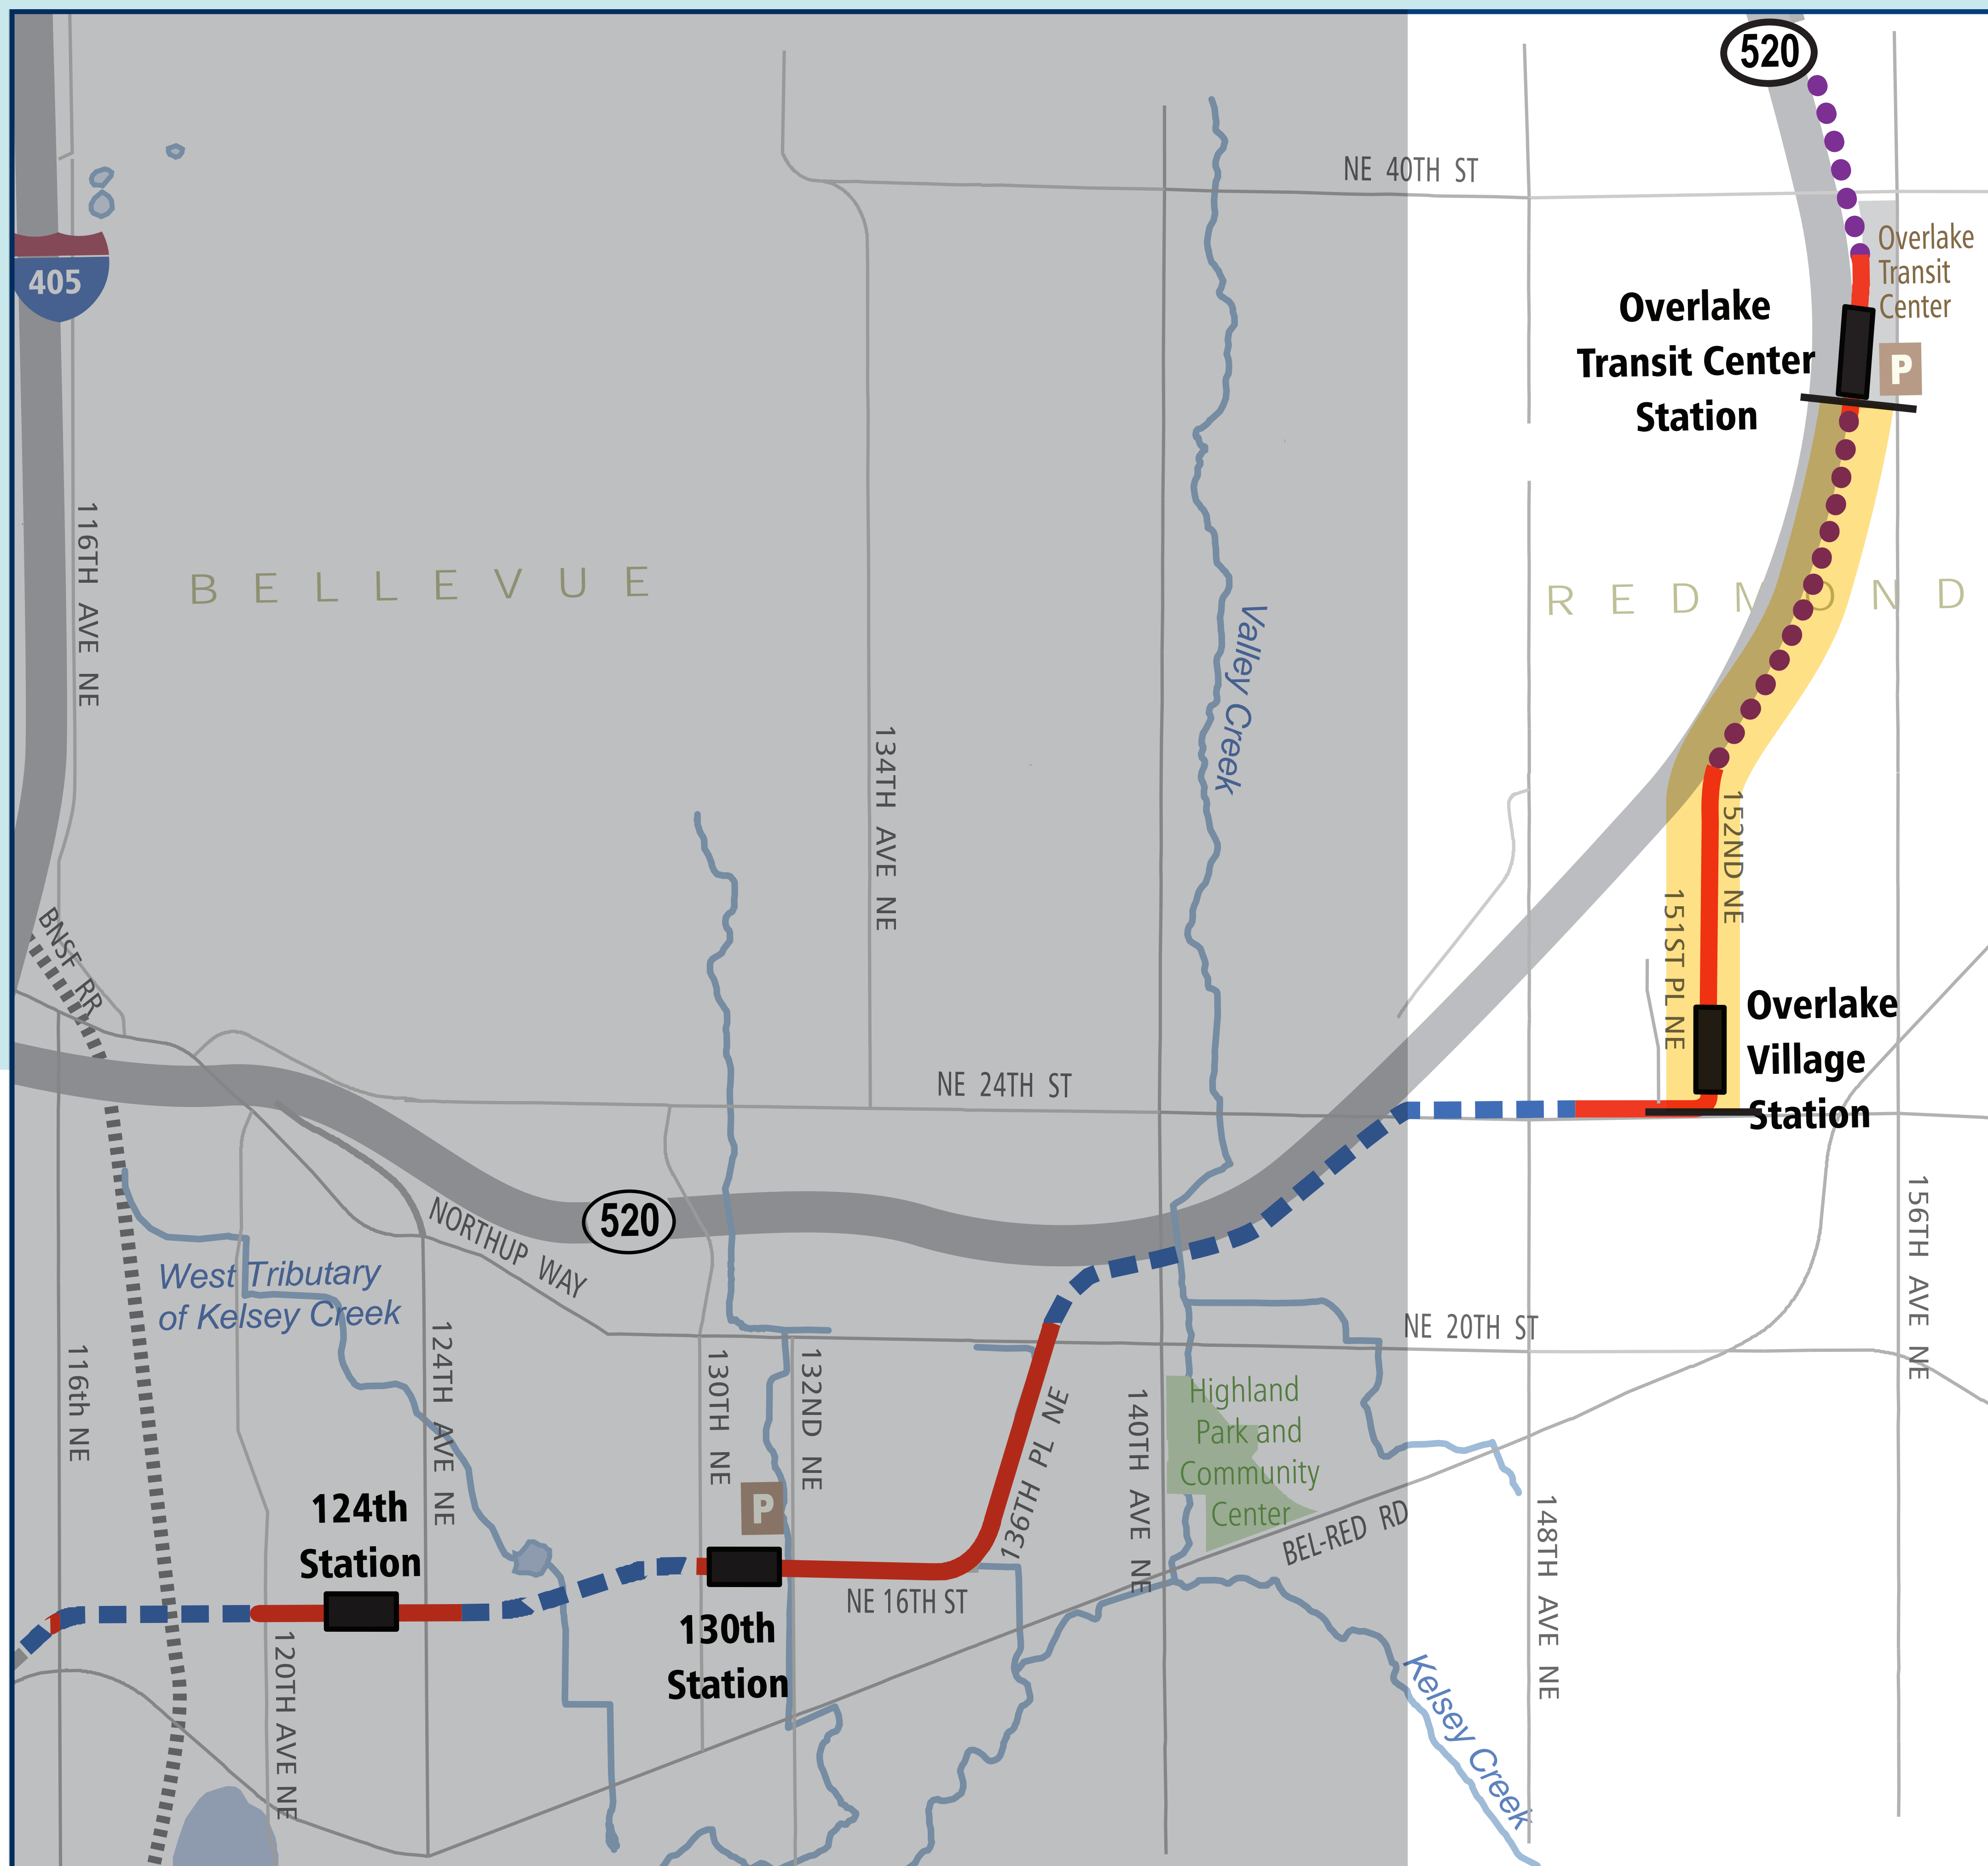 520
NE 40TH ST
Overlake
Transit
Center
405
Overlake
Transit Center
Station
P
116TH AVE NE
BELLEVUE
REDMOND
Valley Creek
134TH AVE NE
152ND NE
151ST PL NE
BNSF RR
Overlake
Village
Station
NE 24TH ST
520
NORTHUP WAY
156TH AVE NE
West Tributary
of Kelsey Creek
NE 20TH ST
116th NE
124TH AVE NE
130TH NE
132ND NE
136TH PL NE
140TH AVE NE
Highland
Park and
Community
Center
P
124th
Station
BEL-RED RD
148TH AVE NE
NE 16TH ST
130th
Station
120TH AVE NE
Kelsey Creek